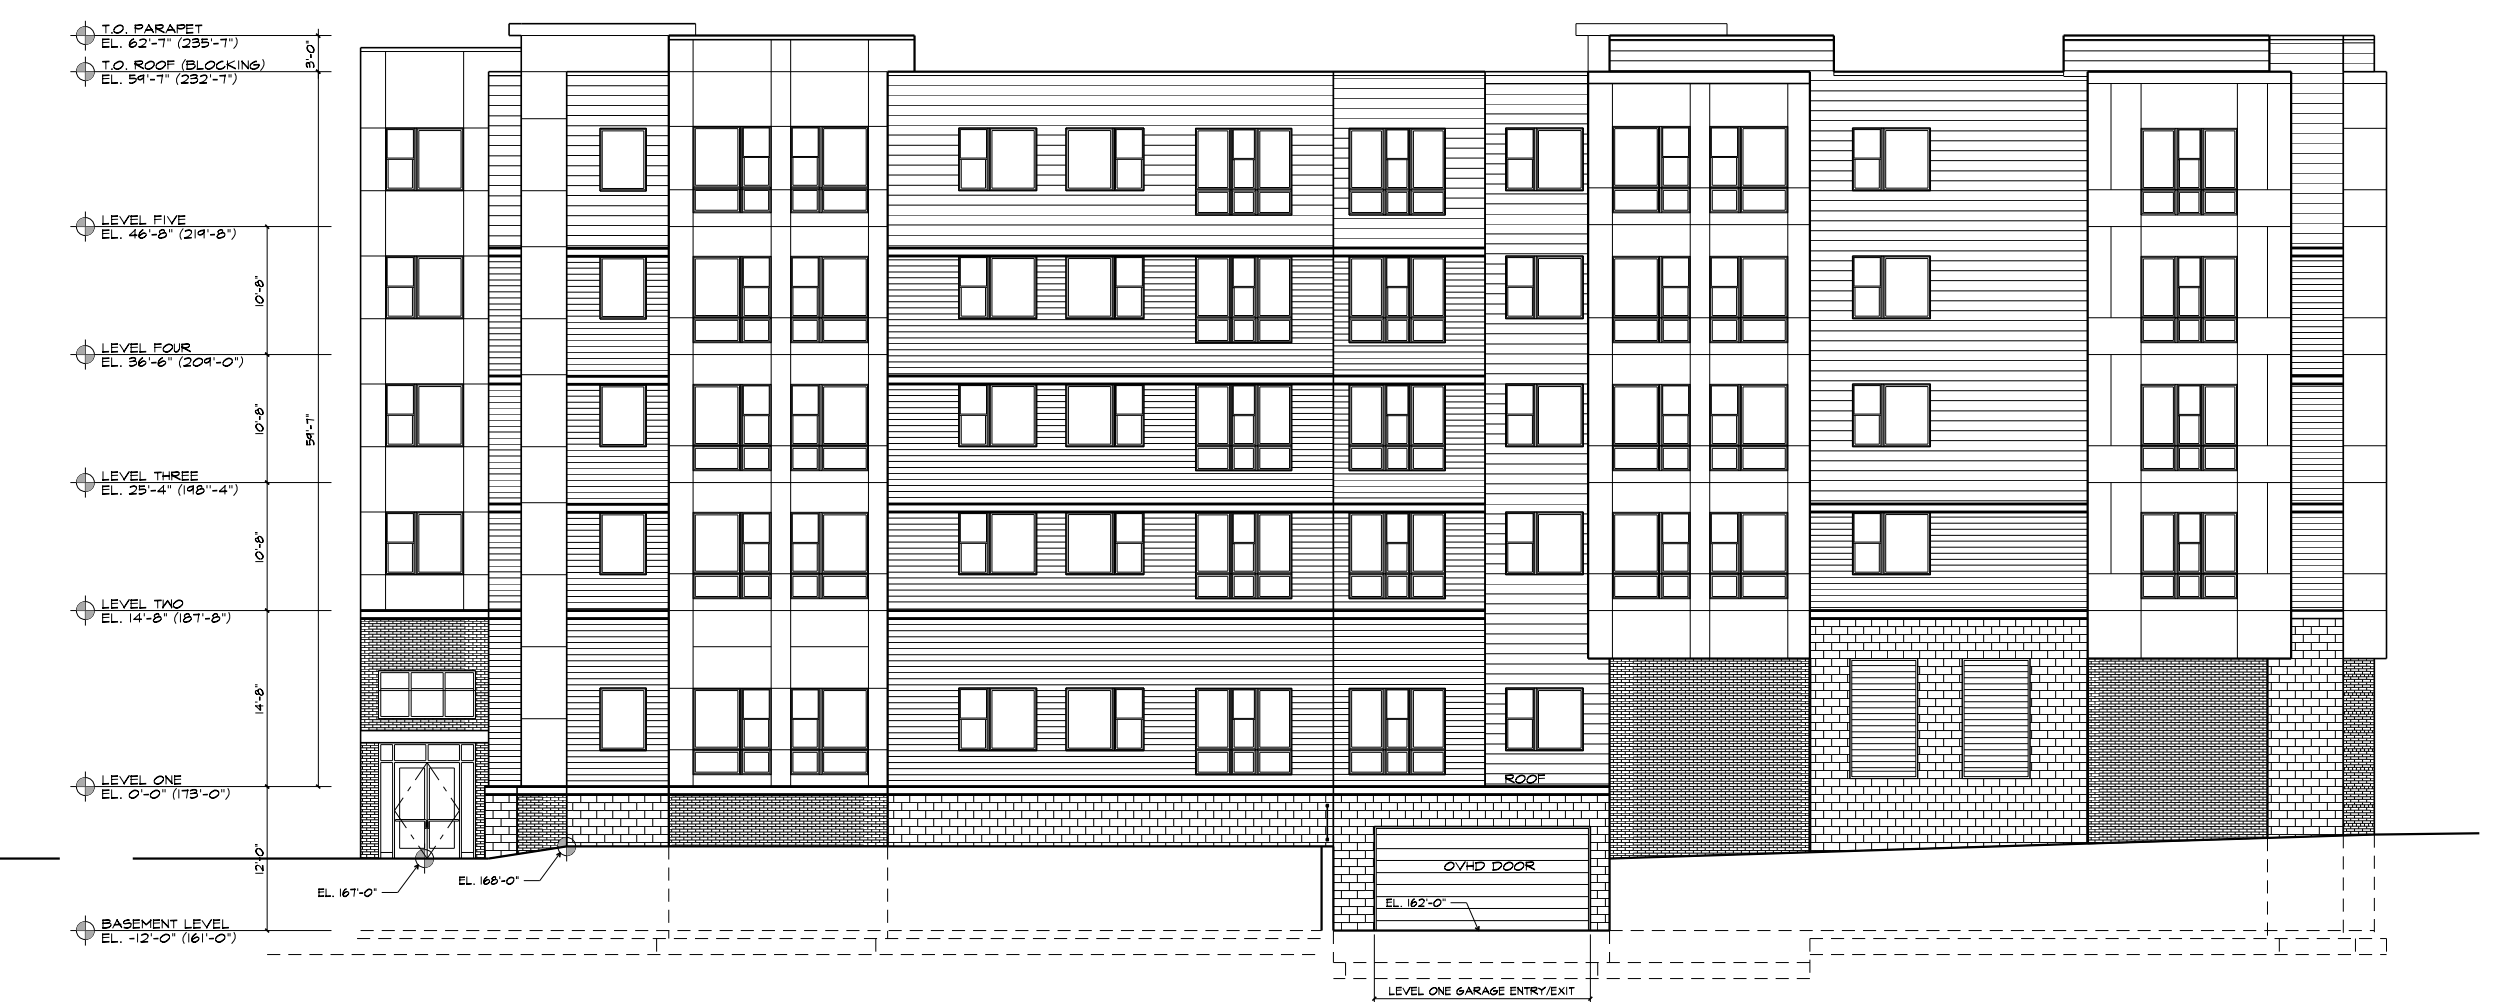 T.O. PARAPET
EL. 62'-7" (235'-7")
3'-0"
T.O. ROOF (BLOCKING)
EL. 59'-7" (232'-7")
LEVEL FIVE
EL. 46'-8" (219'-8")
10'-8"
LEVEL FOUR
EL. 36'-6" (209'-0")
10'-8"
59'-7"
LEVEL THREE
EL. 25'-4" (198"-4")
10'-8"
LEVEL TWO
EL. 14'-8" (187'-8")
14'-8"
LEVEL ONE
EL. 0'-0" (173'-0")
ROOF
12'-0"
OVHD DOOR
EL. 167'-0"
EL. 168'-0"
EL. 162'-0"
BASEMENT LEVEL
EL. -12'-0" (161'-0")
LEVEL ONE GARAGE ENTRY/EXIT